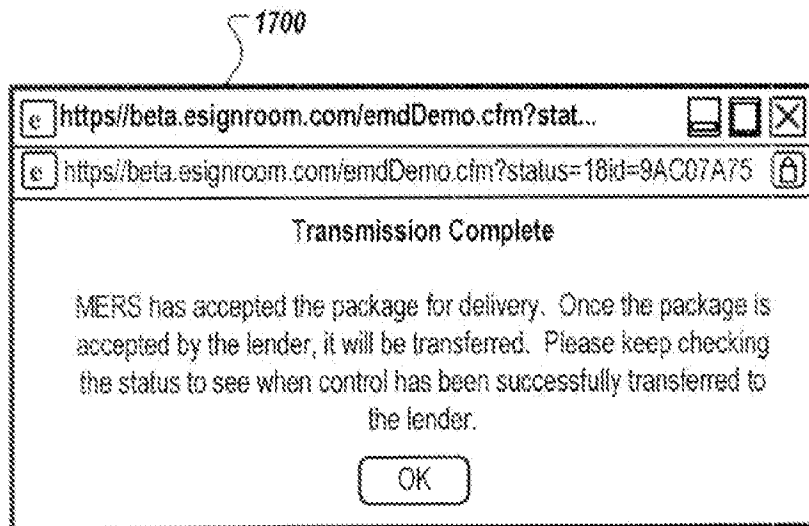 1700
e https//beta.esignroom.com/emdDemo.cfm?stat...
e https//beta.esignroom.com/emdDemo.cfm?status=18id=9AC07A75
Transmission Complete
MERS has accepted the package for delivery. Once the package is
accepted by the lender, it will be transferred. Please keep checking
the status to see when control has been successfully transferred to
the lender.
OK